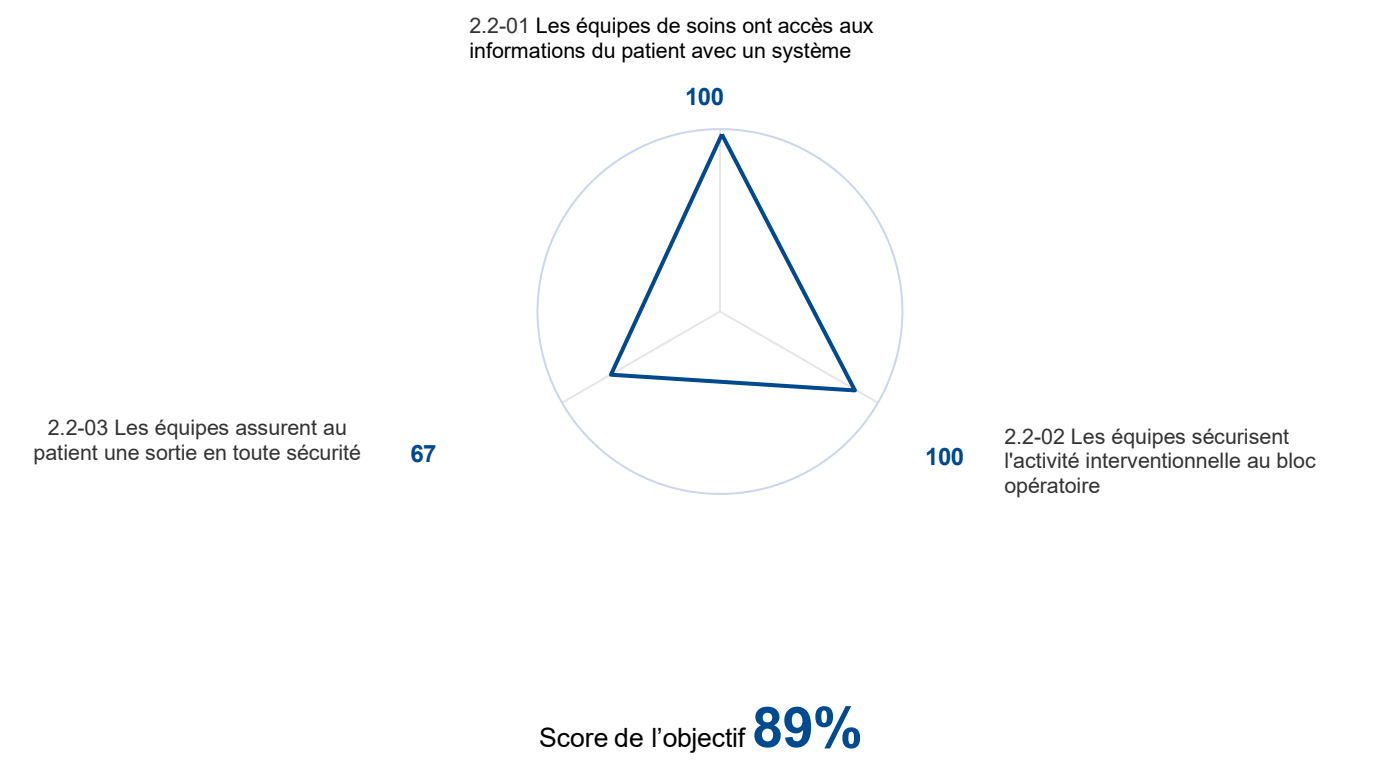 2.2-01 Les équipes de soins ont accès aux
informations du patient avec un système
100
2.2-03 Les équipes assurent au
patient une sortie en toute sécurité
67
100
2.2-02 Les équipes sécurisent
l'activité interventionnelle au bloc
opératoire
Score de l’objectif 89%